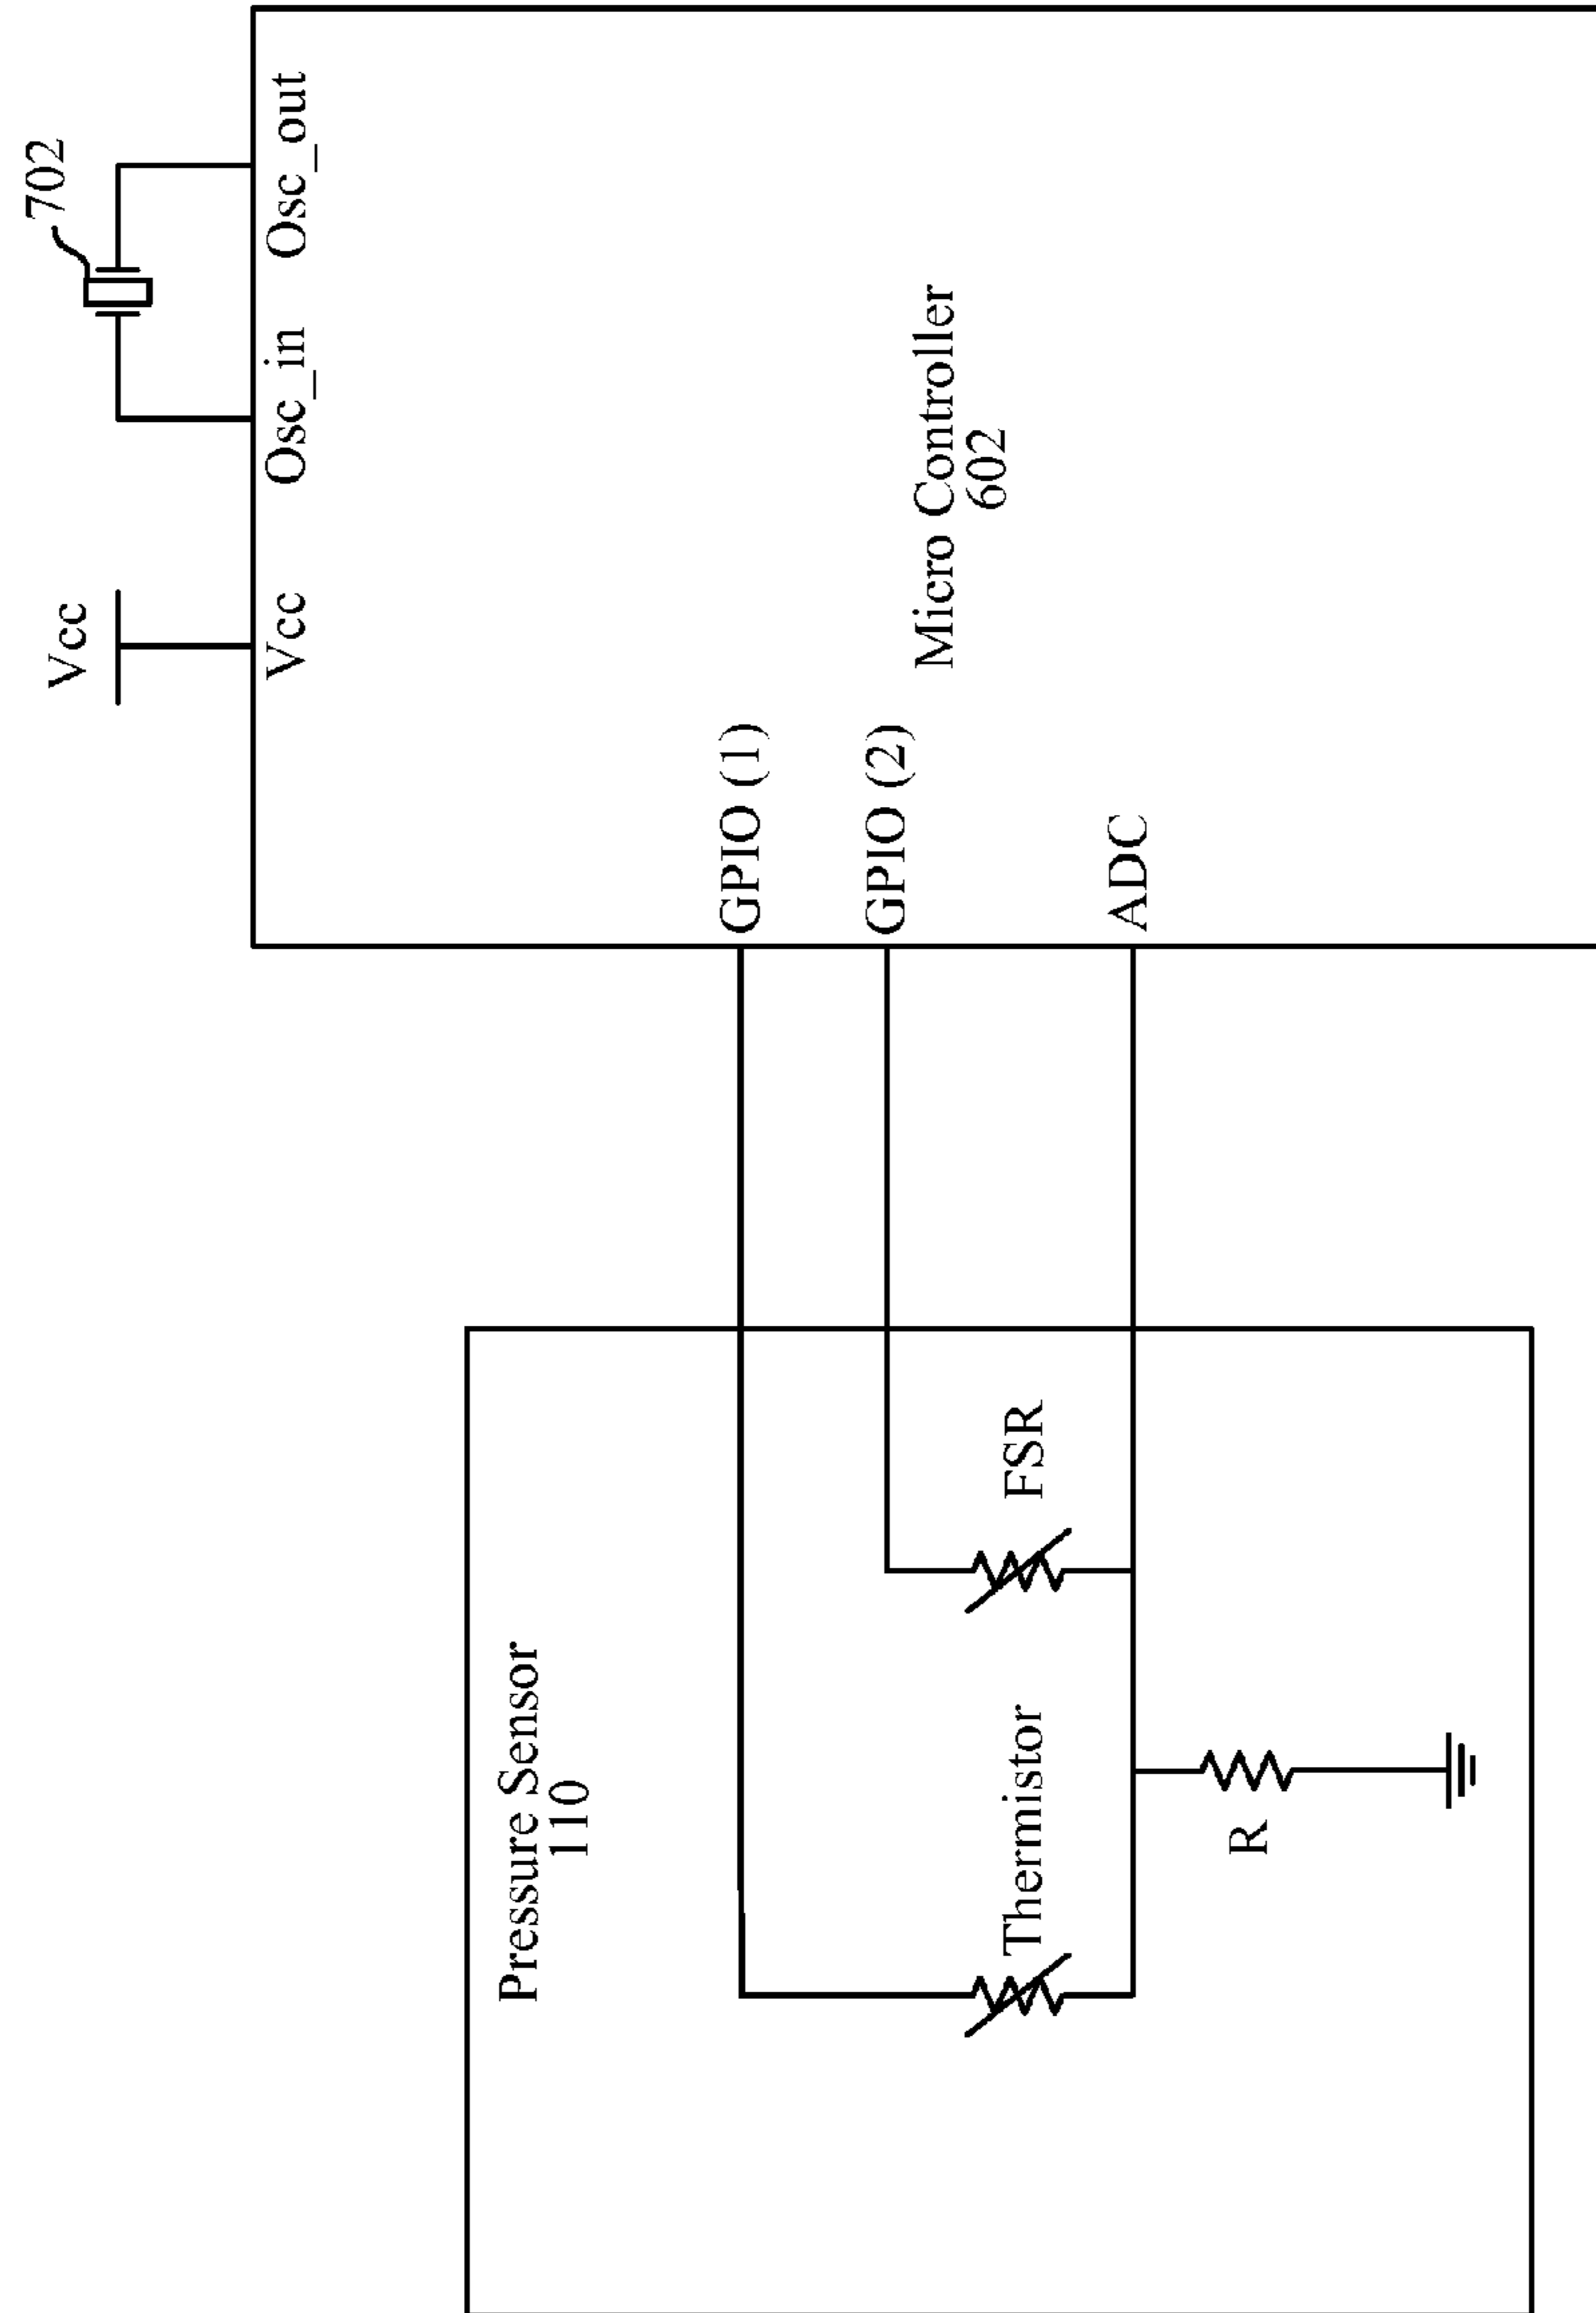 702
Vcc
Vcc
Osc_in
Osc_out
Pressure Sensor
110
GPIO (1)
GPIO (2)
Micro Controller
602
Thermistor
FSR
ADC
R